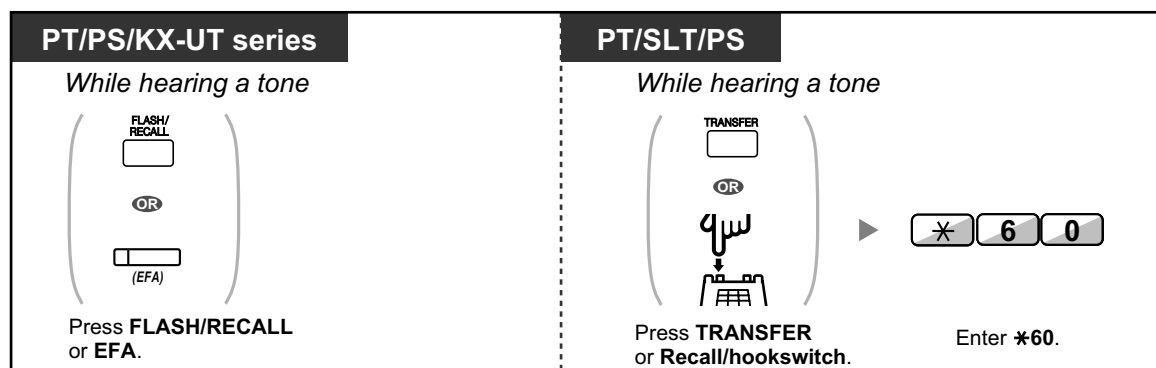 PT/PS/KX-UT series
While hearing a tone
FLASH/
RECALL
OR
(EFA)
Press FLASH/RECALL
or EFA.
PT/SLT/PS
While hearing a tone
TRANSFER
OR
Press TRANSFER
or Recall/hookswitch.
* 6 0
Enter *60.